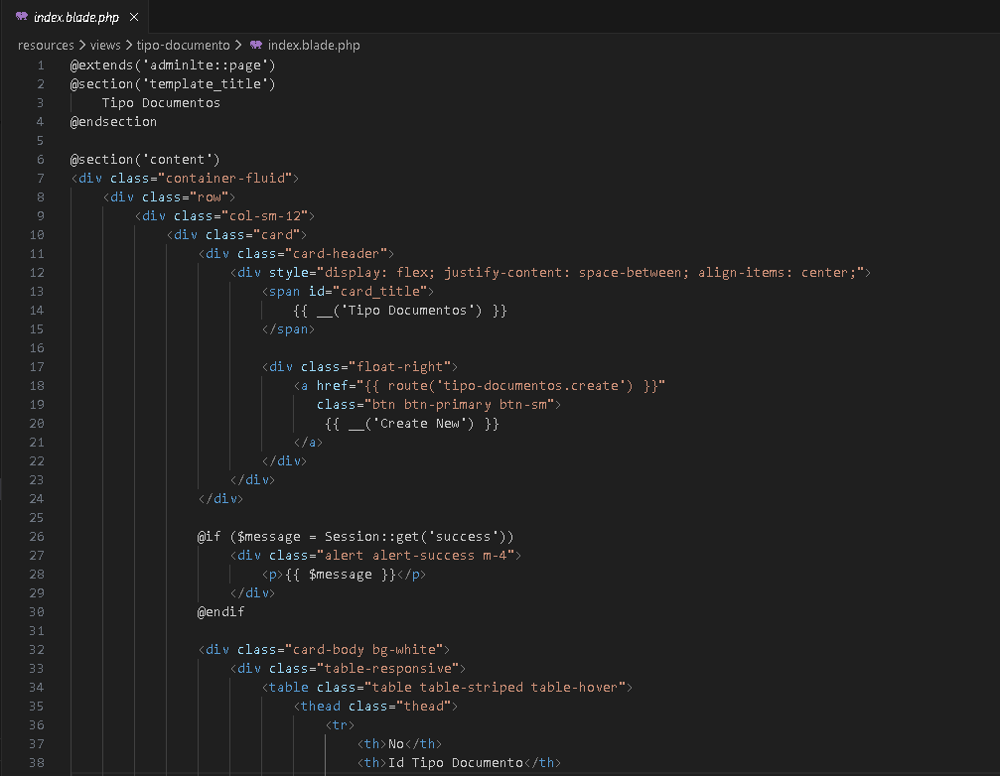 index.blade.php ×
resources > views > tipo-documento > index.blade.php
1 @extends('adminlte::page')
2 @section('template_title')
3     Tipo Documentos
4 @endsection
5
6 @section('content')
7 <div class="container-fluid">
8     <div class="row">
9         <div class="col-sm-12">
10             <div class="card">
11                 <div class="card-header">
12                     <div style="display: flex; justify-content: space-between; align-items: center;">
13                         <span id="card_title">
14                             {{ __('Tipo Documentos') }}
15                         </span>
16
17                         <div class="float-right">
18                             <a href="{{ route('tipo-documentos.create') }}"
19                                class="btn btn-primary btn-sm">
20                                 {{ __('Create New') }}
21                             </a>
22                         </div>
23                     </div>
24                 </div>
25
26                 @if ($message = Session::get('success'))
27                     <div class="alert alert-success m-4">
28                         <p>{{ $message }}</p>
29                     </div>
30                 @endif
31
32                 <div class="card-body bg-white">
33                     <div class="table-responsive">
34                         <table class="table table-striped table-hover">
35                             <thead class="thead">
36                                 <tr>
37                                     <th>No</th>
38                                     <th>Id Tipo Documento</th>